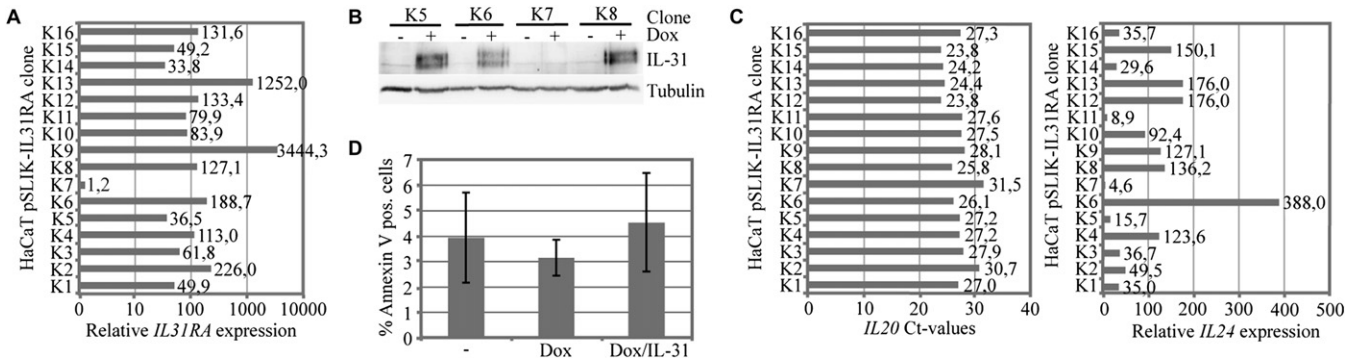 A
HaCaT pSLIK-IL31RA clone
K16 131,6
K15 49,2
K14 33,8
K13 1252,0
K12 133,4
K11 79,9
K10 83,9
K9 3444,3
K8 127,1
K7 1,2
K6 188,7
K5 36,5
K4 113,0
K3 61,8
K2 226,0
K1 49,9
0 10 100 1000 10000
Relative IL31RA expression
B
K5 K6 K7 K8 Clone
- + - + - + - + Dox
IL-31
Tubulin
D
% Annexin V pos. cells
8
7
6
5
4
3
2
1
0
- Dox Dox/IL-31
C
HaCaT pSLIK-IL31RA clone
K16 27,3
K15 23,8
K14 24,2
K13 24,4
K12 23,8
K11 27,6
K10 27,5
K9 28,1
K8 25,8
K7 31,5
K6 26,1
K5 27,2
K4 27,2
K3 27,9
K2 30,7
K1 27,0
0 10 20 30 40
IL20 Ct-values
HaCaT pSLIK-IL31RA clone
K16 35,7
K15 150,1
K14 29,6
K13 176,0
K12 176,0
K11 8,9
K10 92,4
K9 127,1
K8 136,2
K7 4,6
K6 388,0
K5 15,7
K4 123,6
K3 36,7
K2 49,5
K1 35,0
0 100 200 300 400 500
Relative IL24 expression